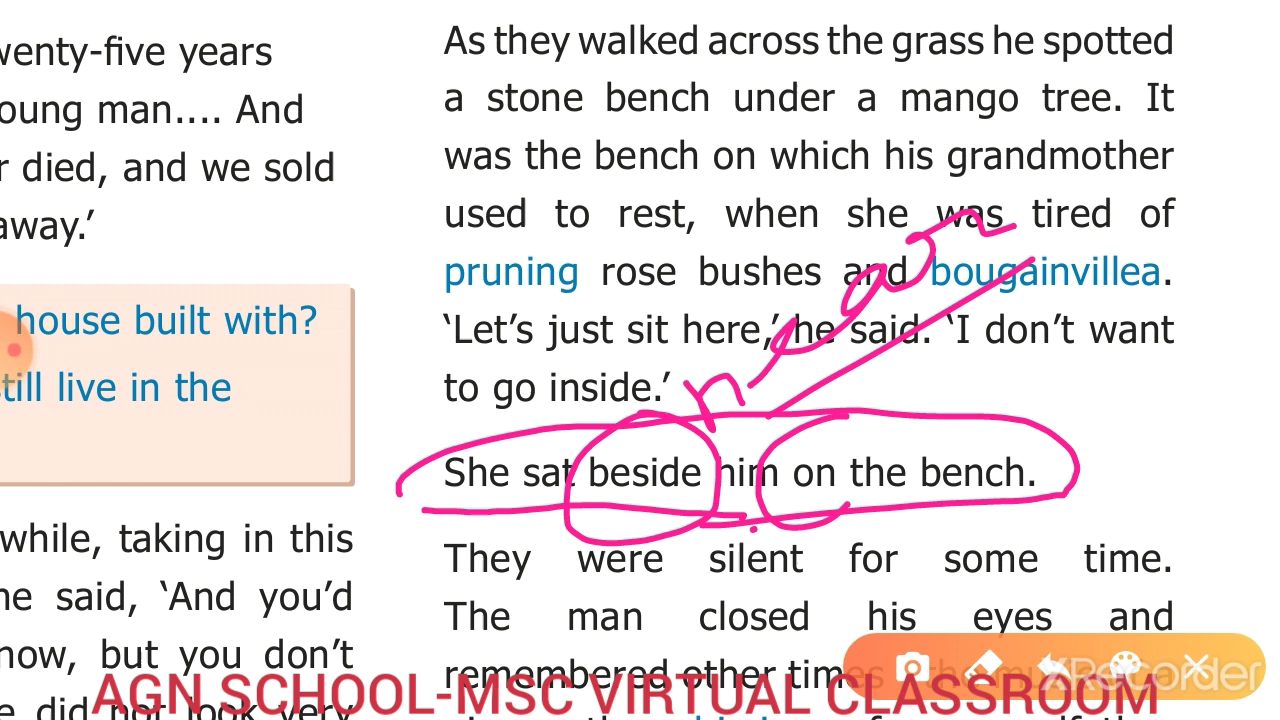 wenty-five years
oung man.... And
r died, and we sold
away.’
house built with?
till live in the
while, taking in this
he said, ‘And you’d
now, but you don’t
e did not look very
As they walked across the grass he spotted
a stone bench under a mango tree. It
was the bench on which his grandmother
used to rest, when she was tired of
pruning rose bushes and bougainvillea.
‘Let’s just sit here,’ he said. ‘I don’t want
to go inside.’
near
She sat beside him on the bench.
They were silent for some time.
The man closed his eyes and
remembered other times
XRecorder
AGN SCHOOL-MSC VIRTUAL CLASSROOM